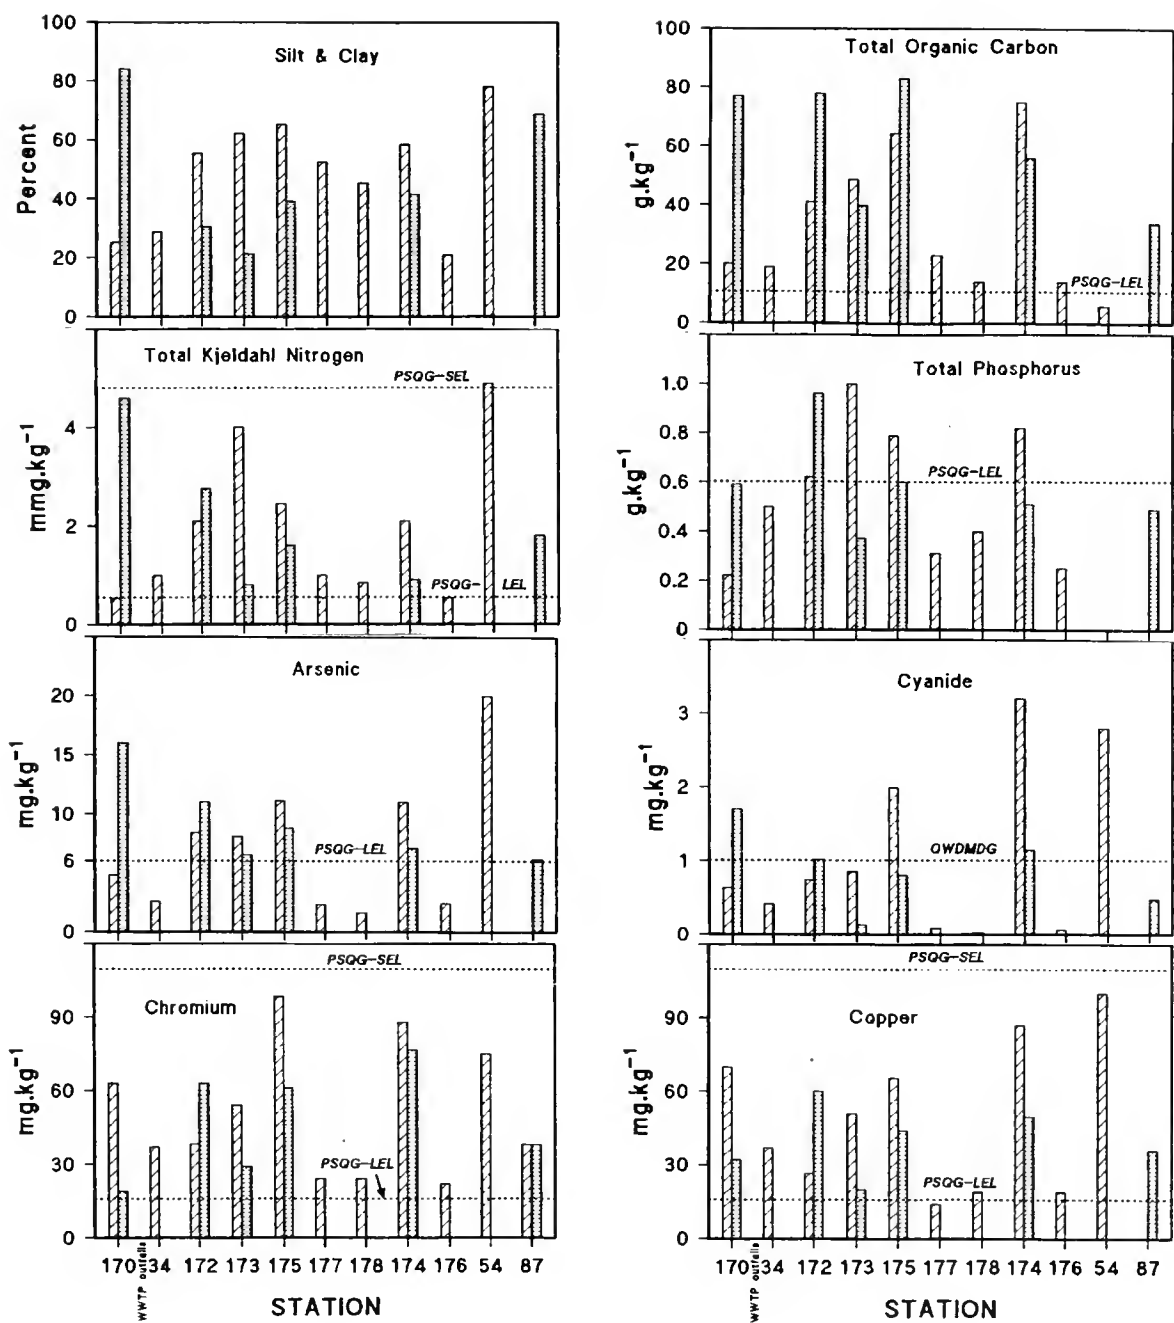 Silt & Clay
Percent
100
80
60
40
20
0
Total Organic Carbon
g.kg-1
100
80
60
40
20
0
PSQG-LEL
Total Kjeldahl Nitrogen
mmg.kg-1
4
2
0
PSQG-SEL
PSQG- LEL
Total Phosphorus
g.kg-1
1.0
0.8
0.6
0.4
0.2
0
PSQG-LEL
Arsenic
mg.kg-1
20
15
10
6
0
PSQG-LEL
Cyanide
mg.kg-1
3
2
1
0
OWDMDG
Chromium
mg.kg-1
90
60
30
0
PSQG-SEL
PSQG-LEL
170 34 172 173 175 177 178 174 176 54 87
WWTP outfalls
STATION
Copper
mg.kg-1
90
60
30
0
PSQG-SEL
PSQG-LEL
170 34 172 173 175 177 178 174 176 54 87
WWTP outfalls
STATION